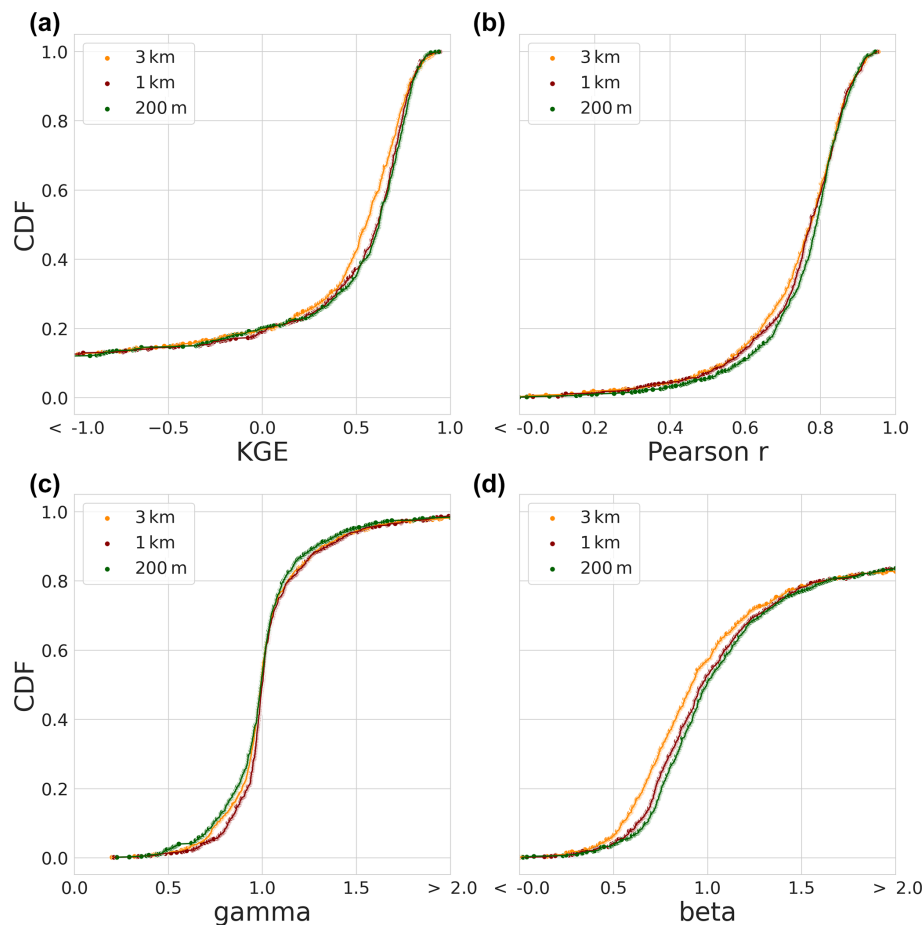 (a)
(b)
1.0
0.8
0.6
0.4
0.2
0.0
CDF
3 km
1 km
200 m
3 km
1 km
200 m
< -1.0 −0.5 0.0 0.5 1.0
KGE
< -0.0 0.2 0.4 0.6 0.8 1.0
Pearson r
(c)
(d)
1.0
0.8
0.6
0.4
0.2
0.0
CDF
3 km
1 km
200 m
3 km
1 km
200 m
0.0 0.5 1.0 1.5 > 2.0
gamma
< -0.0 0.5 1.0 1.5 > 2.0
beta